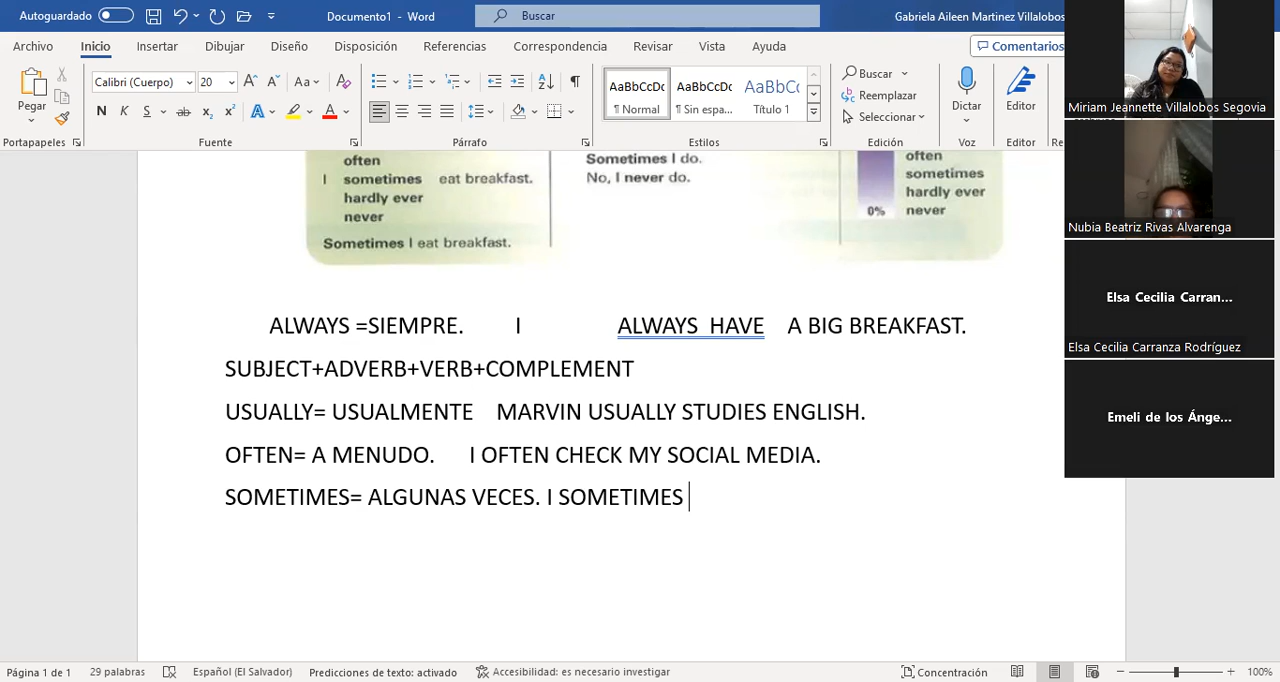 Autoguardado
Documento1 - Word
Buscar
Gabriela Aileen Martinez Villalobos
Archivo Inicio Insertar Dibujar Diseño Disposición Referencias Correspondencia Revisar Vista Ayuda
Comentarios
Pegar
Portapapeles
Calibri (Cuerpo) 20
Fuente
Párrafo
AaBbCcDc AaBbCcDc AaBbCc
¶ Normal ¶ Sin espa... Título 1
Estilos
Buscar
Reemplazar
Seleccionar
Edición
Dictar
Voz
Editor
Editor
often
I sometimes eat breakfast.
hardly ever
never
Sometimes I eat breakfast.
Sometimes I do.
No, I never do.
often
sometimes
hardly ever
0% never
ALWAYS =SIEMPRE. I ALWAYS HAVE A BIG BREAKFAST.
SUBJECT+ADVERB+VERB+COMPLEMENT
USUALLY= USUALMENTE MARVIN USUALLY STUDIES ENGLISH.
OFTEN= A MENUDO. I OFTEN CHECK MY SOCIAL MEDIA.
SOMETIMES= ALGUNAS VECES. I SOMETIMES
Miriam Jeannette Villalobos Segovia
Nubia Beatriz Rivas Alvarenga
Elsa Cecilia Carran...
Elsa Cecilia Carranza Rodríguez
Emeli de los Ánge...
Página 1 de 1 29 palabras Español (El Salvador) Predicciones de texto: activado Accesibilidad: es necesario investigar Concentración 100%